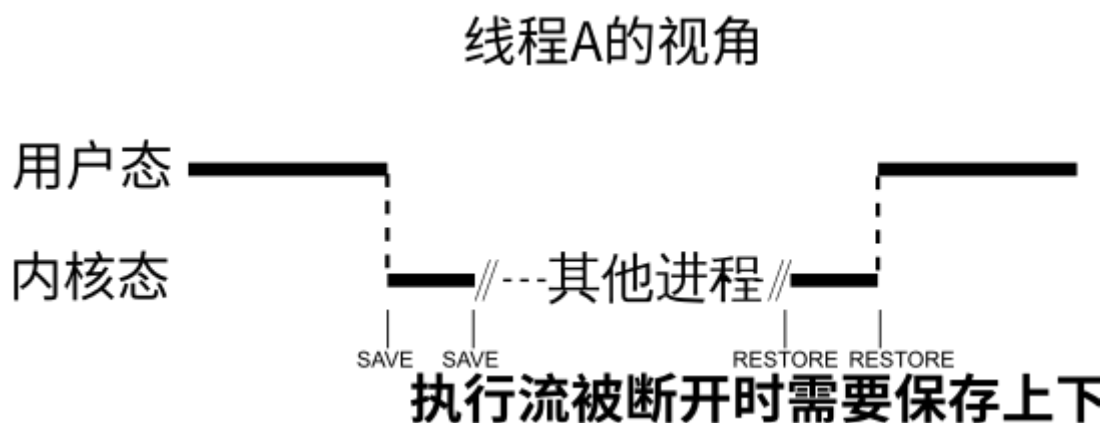 线程A的视角
用户态
内核态
其他进程
SAVE SAVE RESTORE RESTORE
执行流被断开时需要保存上下